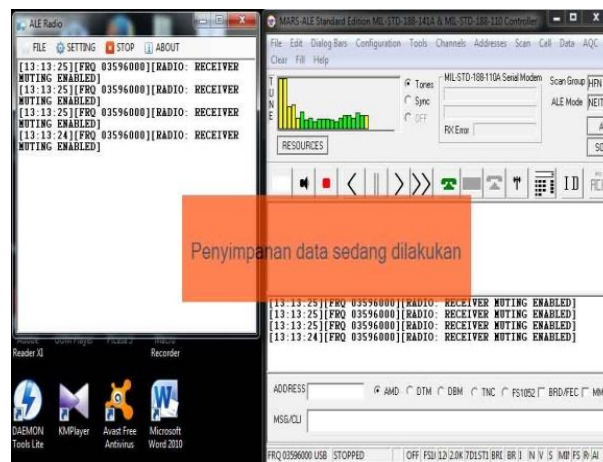 ALE Radio
FILE SETTING STOP ABOUT
[13:13:25][FRQ 03596000][RADIO: RECEIVER
MUTING ENABLED]
[13:13:25][FRQ 03596000][RADIO: RECEIVER
MUTING ENABLED]
[13:13:25][FRQ 03596000][RADIO: RECEIVER
MUTING ENABLED]
[13:13:24][FRQ 03596000][RADIO: RECEIVER
MUTING ENABLED]
Reader XI
Recorder
DAEMON
Tools Lite
KMPlayer
Avast Free
Antivirus
Microsoft
Word 2010
MARS-ALE Standard Edition MIL-STD-188-141A & MIL-STD-188-110 Controller
File Edit Dialog Bars Configuration Tools Channels Addresses Scan Call Data AQC
Clear Fill Help
TUNE
Tones
Sync
OFF
RESOURCES
MIL-STD-188-110A Serial Modem
RX Error
Scan Group HFN
ALE Mode NEIT
ID
Penyimpanan data sedang dilakukan
[13:13:25][FRQ 03596000][RADIO: RECEIVER MUTING ENABLED]
[13:13:25][FRQ 03596000][RADIO: RECEIVER MUTING ENABLED]
[13:13:25][FRQ 03596000][RADIO: RECEIVER MUTING ENABLED]
[13:13:24][FRQ 03596000][RADIO: RECEIVER MUTING ENABLED]
ADDRESS AMD DTM DBM TNC FS1052 BRD/FEC MM
MSG/CLI
FRQ 03596000 USB STOPPED OFF